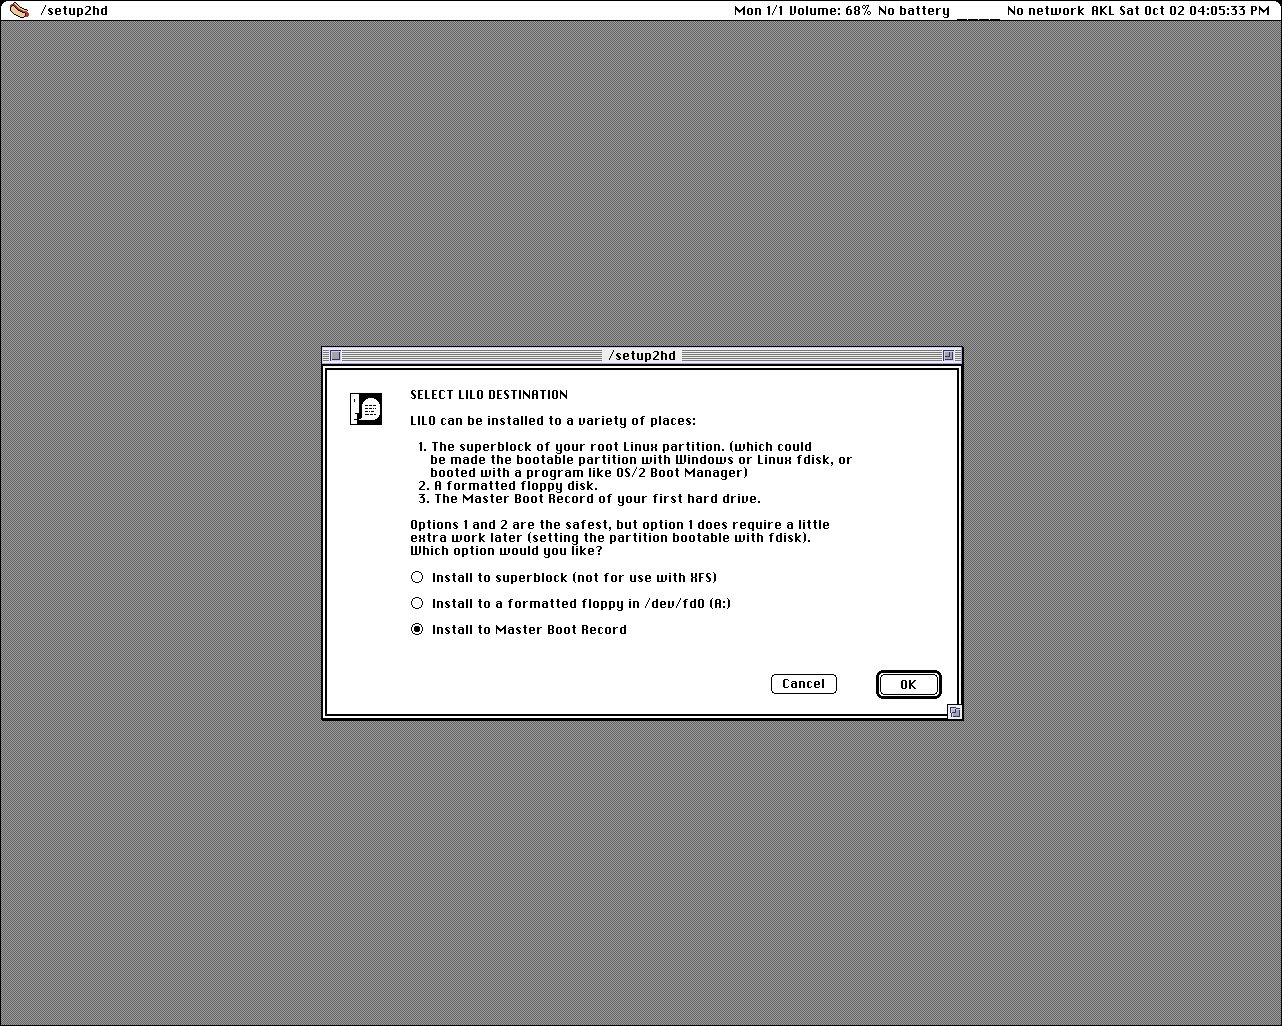 /setup2hd
Mon 1/1 Volume: 68% No battery ____ No network AKL Sat Oct 02 04:05:33 PM
/setup2hd
SELECT LILO DESTINATION
LILO can be installed to a variety of places:
1. The superblock of your root Linux partition. (which could
be made the bootable partition with Windows or Linux fdisk, or
booted with a program like OS/2 Boot Manager)
2. A formatted floppy disk.
3. The Master Boot Record of your first hard drive.
Options 1 and 2 are the safest, but option 1 does require a little
extra work later (setting the partition bootable with fdisk).
Which option would you like?
Install to superblock (not for use with XFS)
Install to a formatted floppy in /dev/fd0 (A:)
Install to Master Boot Record
Cancel
OK